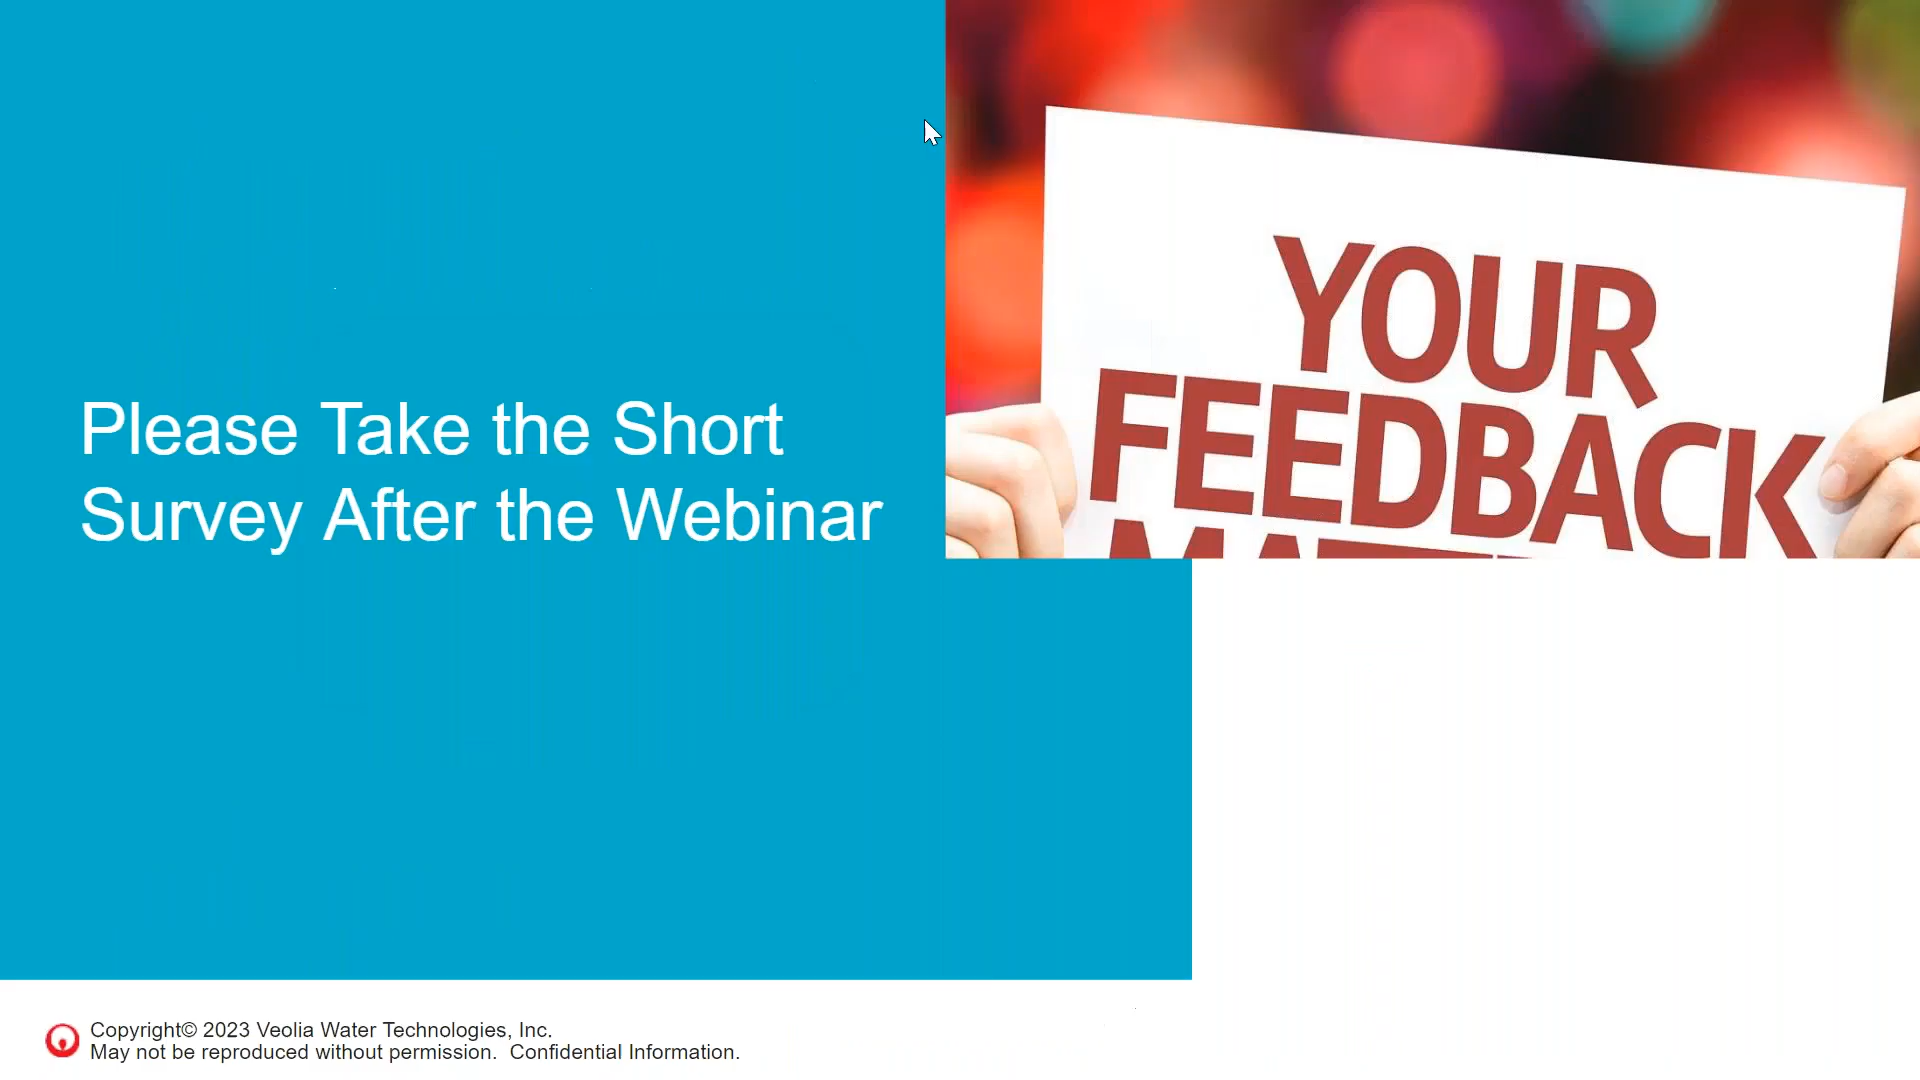 Please Take the Short
Survey After the Webinar
YOUR
FEEDBACK
Copyright© 2023 Veolia Water Technologies, Inc.
May not be reproduced without permission.  Confidential Information.